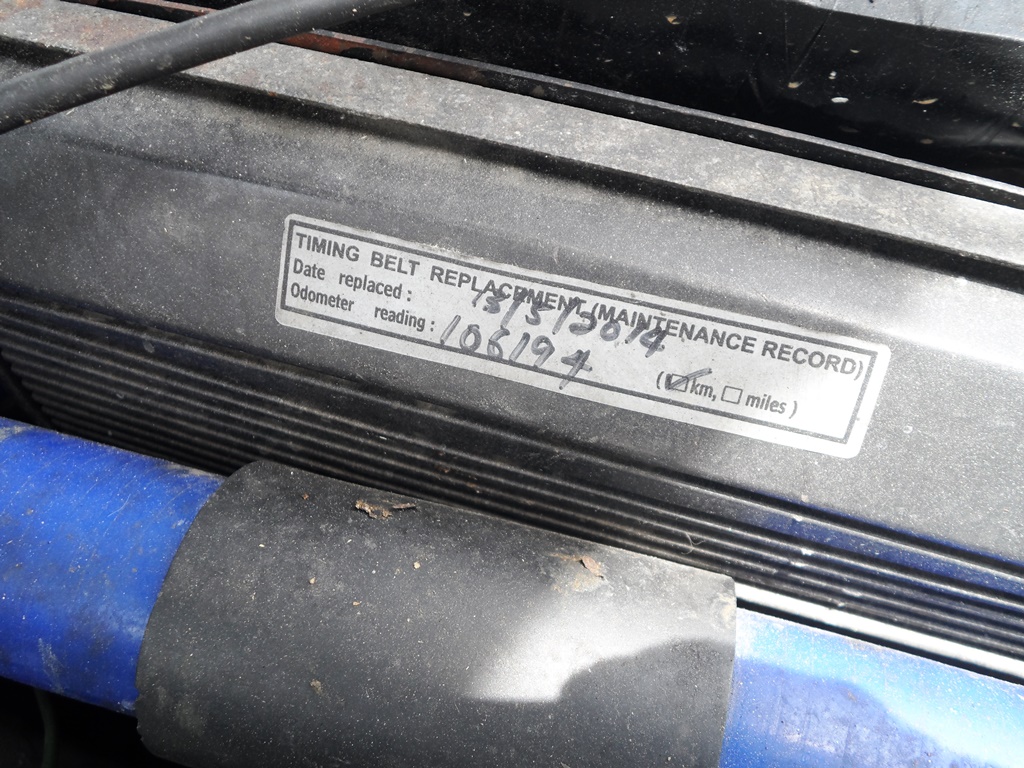 TIMING BELT REPLACEMENT (MAINTENANCE RECORD)
Date replaced : 13/5/2014
Odometer reading : 106194
(☑km, ☐ miles )